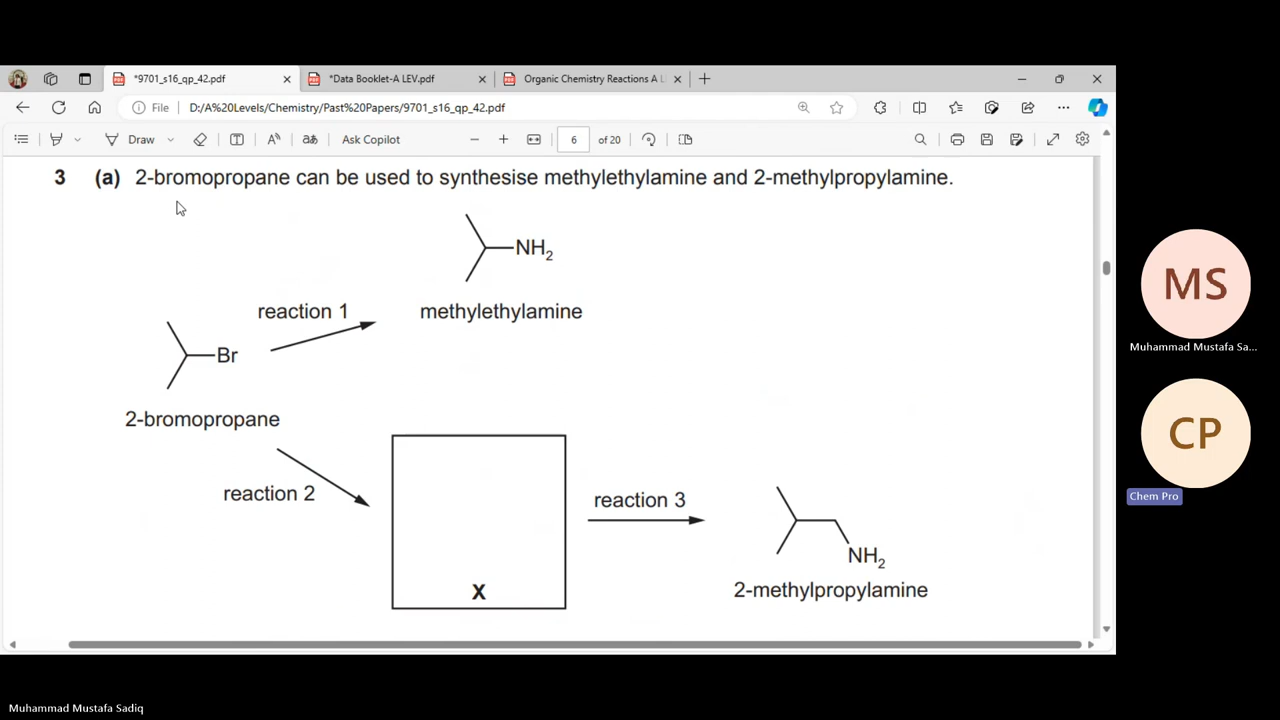 *9701_s16_qp_42.pdf
*Data Booklet-A LEV.pdf
Organic Chemistry Reactions A L
File
D:/A%20Levels/Chemistry/Past%20Papers/9701_s16_qp_42.pdf
Draw
Ask Copilot
6
of 20
3 (a) 2-bromopropane can be used to synthesise methylethylamine and 2-methylpropylamine.
NH2
reaction 1
methylethylamine
Br
2-bromopropane
reaction 2
X
reaction 3
NH2
2-methylpropylamine
MS
Muhammad Mustafa Sa...
CP
Chem Pro
Muhammad Mustafa Sadiq